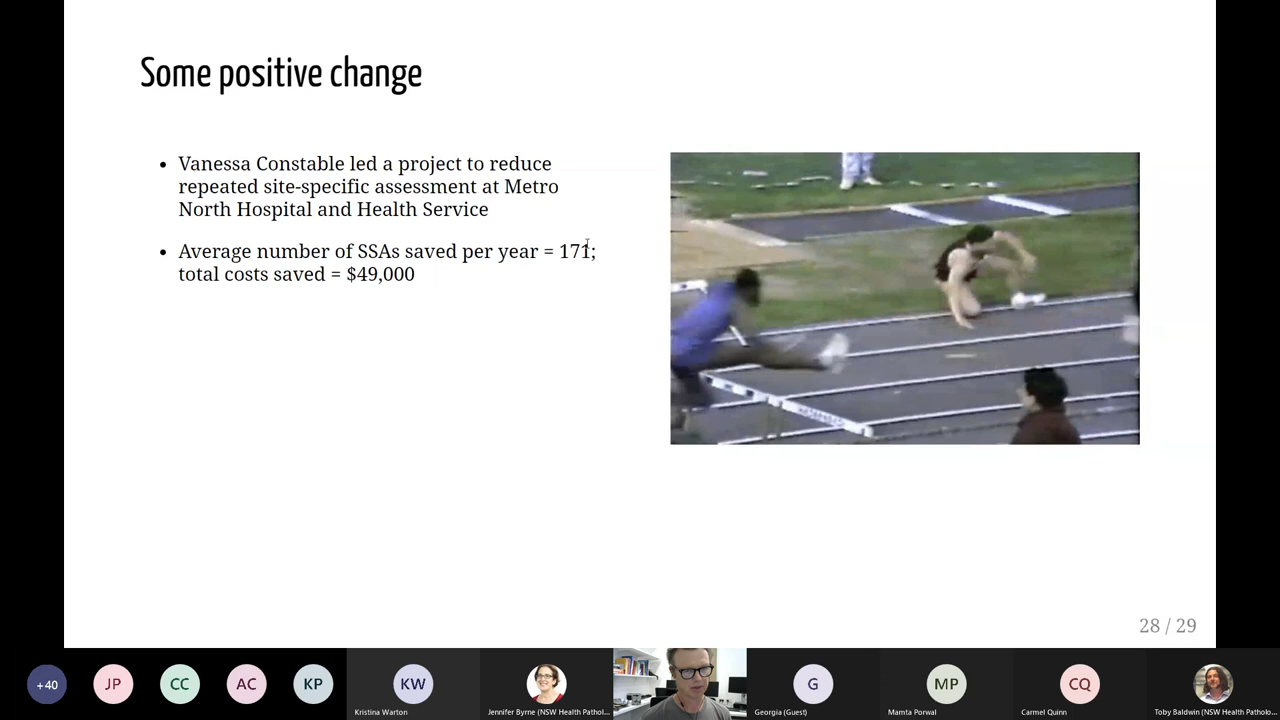 Some positive change
• Vanessa Constable led a project to reduce
repeated site-specific assessment at Metro
North Hospital and Health Service
• Average number of SSAs saved per year = 171;
total costs saved = $49,000
28 / 29
+40
JP
CC
AC
KP
KW
G
MP
CQ
Kristina Warton
Jennifer Byrne (NSW Health Pathol...
Georgia (Guest)
Mamta Porwal
Carmel Quinn
Toby Baldwin (NSW Health Patholo...